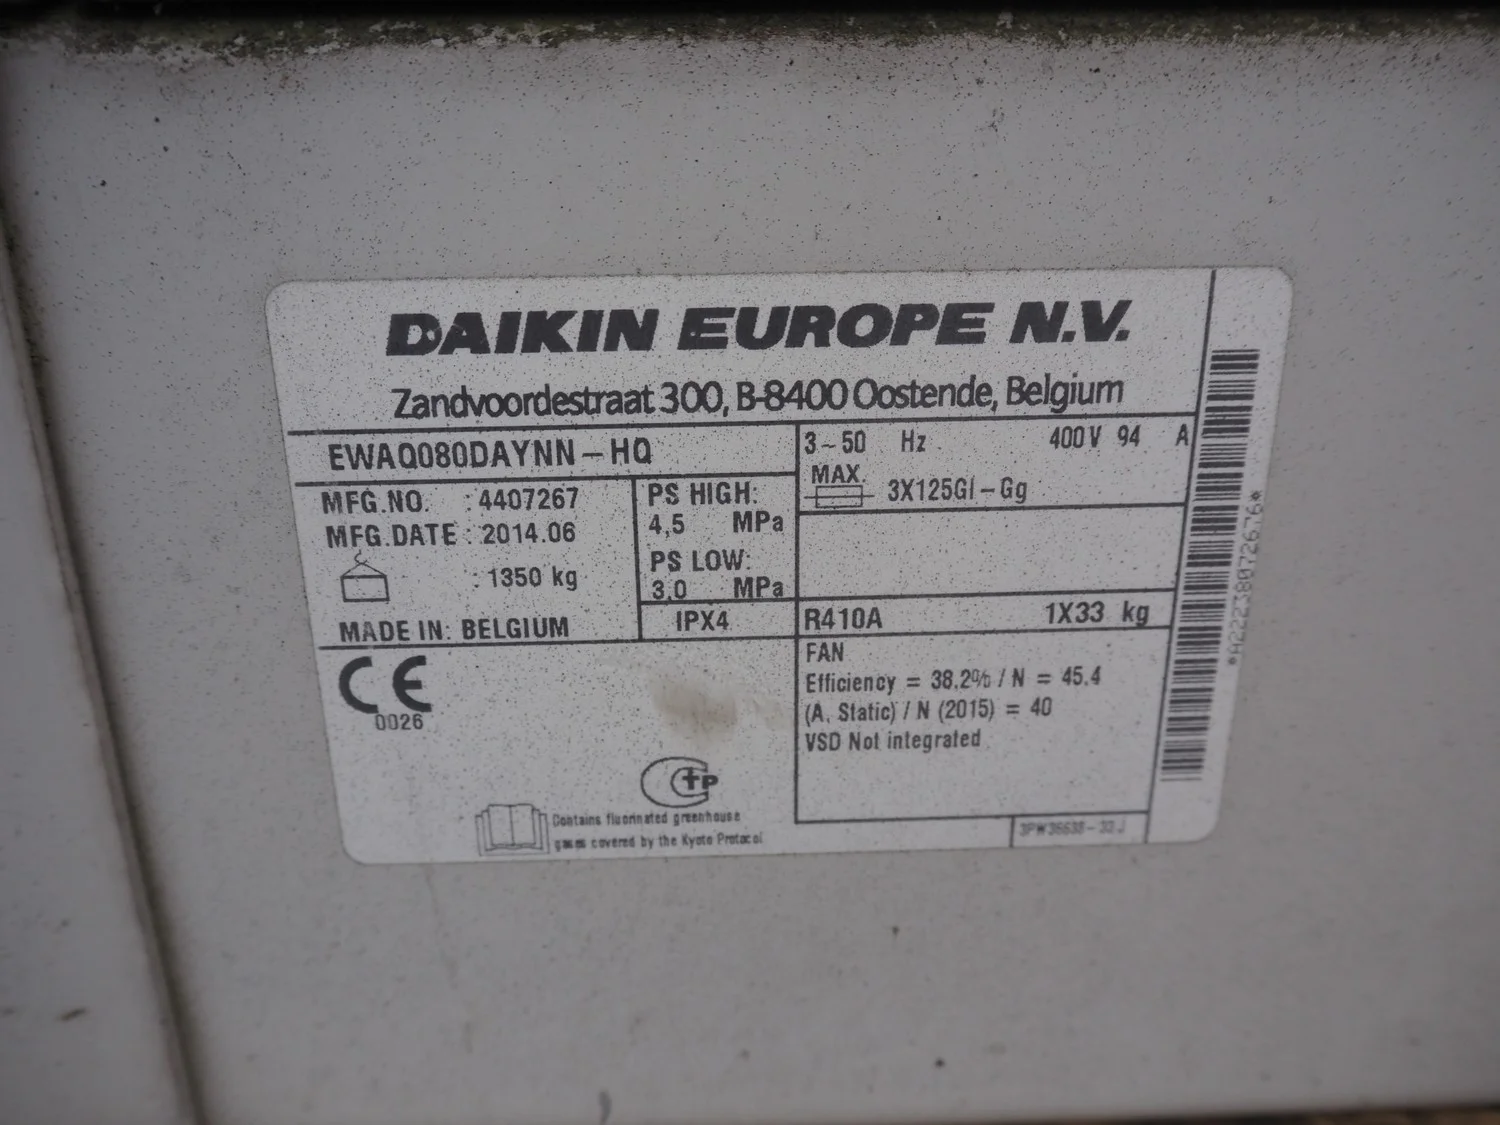 DAIKIN EUROPE N.V.
Zandvoordestraat 300, B-8400 Oostende, Belgium
EWAQ080DAYNN-HQ
3~50 Hz 400V 94 A
MAX. 3X125Gl-Gg
MFG.NO. : 4407267
MFG.DATE : 2014.06
: 1350 kg
MADE IN: BELGIUM
PS HIGH:
4,5 MPa
PS LOW:
3,0 MPa
IPX4
R410A 1X33 kg
CE
0026
FAN
Efficiency = 38,2% / N = 45.4
(A, Static) / N (2015) = 40
VSD Not integrated
Contains fluorinated greenhouse
gases covered by the Kyoto Protocol
3PW36638-33J